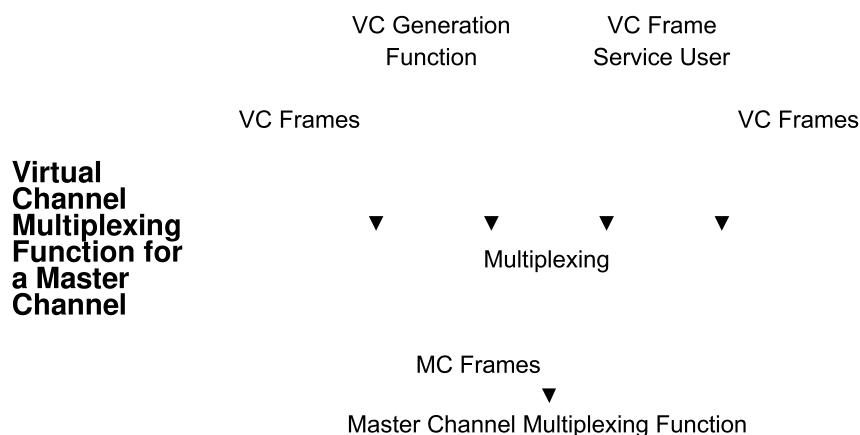 VC Generation
Function
VC Frame
Service User
VC Frames
VC Frames
Virtual
Channel
Multiplexing
Function for
a Master
Channel
Multiplexing
MC Frames
Master Channel Multiplexing Function